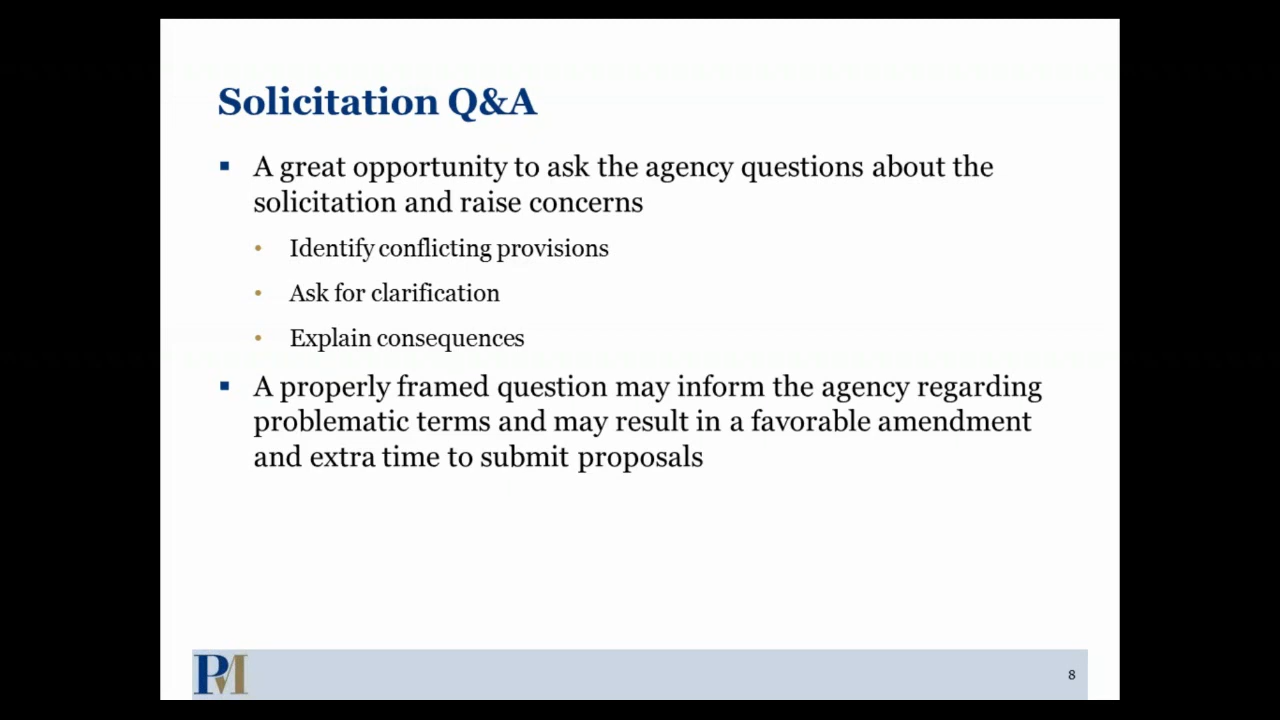 Solicitation Q&A
▪ A great opportunity to ask the agency questions about the
solicitation and raise concerns
• Identify conflicting provisions
• Ask for clarification
• Explain consequences
▪ A properly framed question may inform the agency regarding
problematic terms and may result in a favorable amendment
and extra time to submit proposals
PM
8